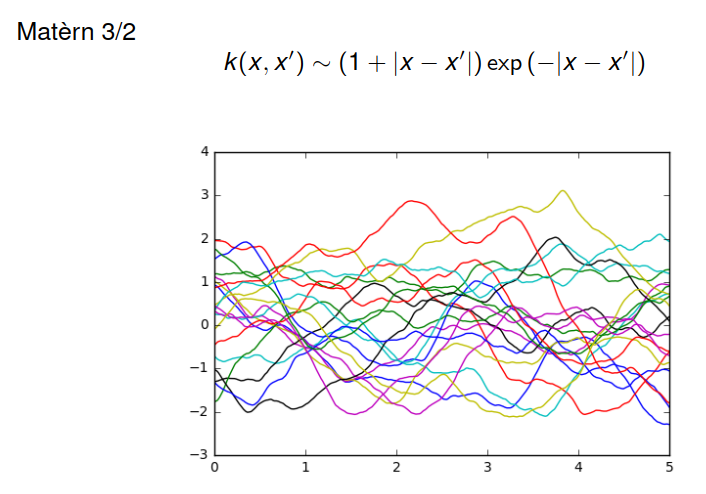 Matèrn 3/2
k(x, x′) ∼ (1 + |x − x′|) exp (−|x − x′|)
4
3
2
1
0
−1
−2
−3
0 1 2 3 4 5